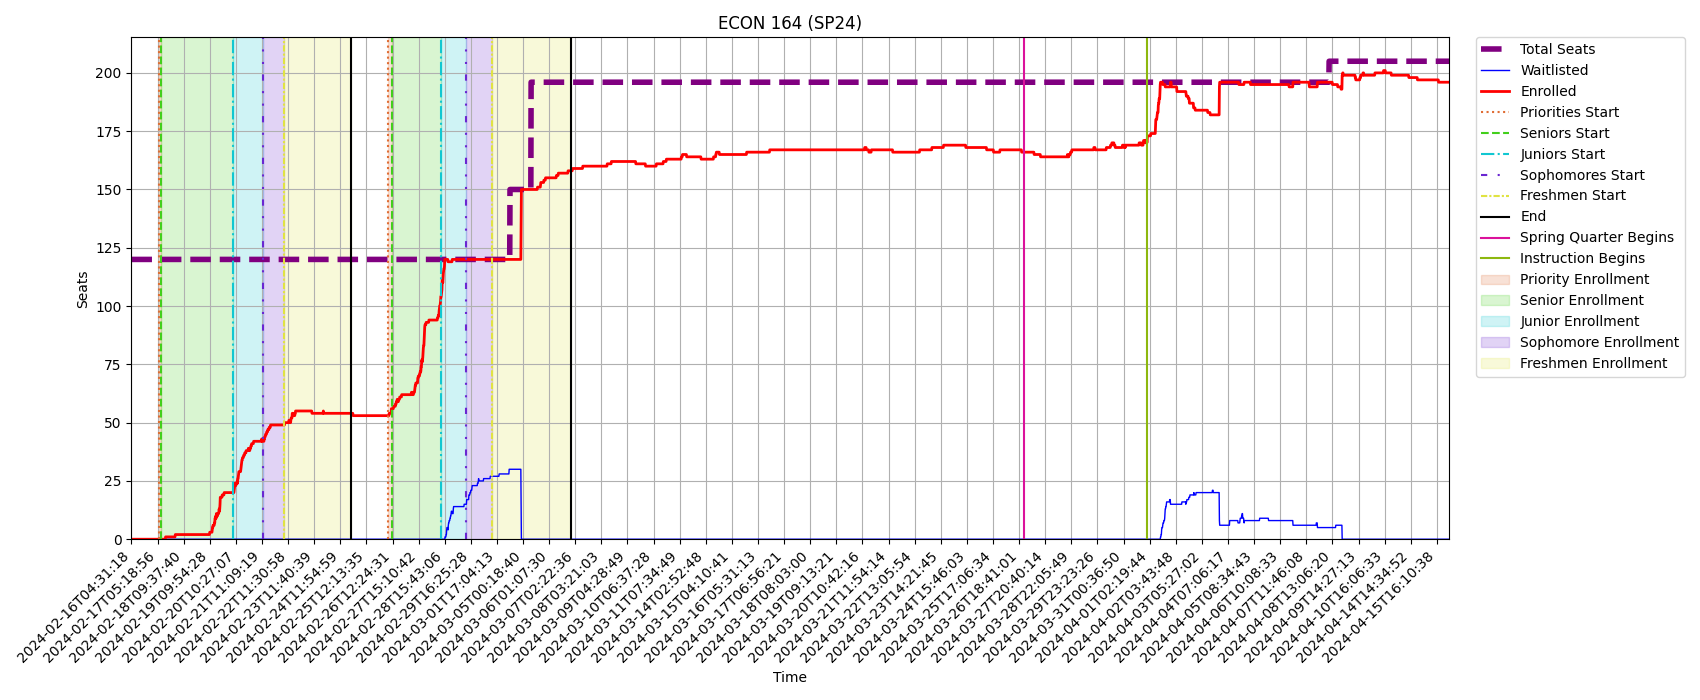 ECON 164 (SP24)
Seats
200
175
150
125
100
75
50
25
0
2024-02-16T04:31:18
2024-02-17T05:18:56
2024-02-18T09:37:40
2024-02-19T09:54:28
2024-02-20T10:27:07
2024-02-21T11:09:19
2024-02-22T11:30:58
2024-02-23T11:40:39
2024-02-24T11:54:59
2024-02-25T12:13:35
2024-02-26T12:24:31
2024-02-27T15:10:42
2024-02-28T15:43:06
2024-02-29T16:25:28
2024-03-01T17:04:13
2024-03-05T00:18:40
2024-03-06T01:07:30
2024-03-07T02:22:36
2024-03-08T03:21:03
2024-03-09T04:28:49
2024-03-10T06:37:28
2024-03-11T07:34:49
2024-03-14T02:52:48
2024-03-15T04:10:41
2024-03-16T05:31:13
2024-03-17T06:56:21
2024-03-18T08:03:00
2024-03-19T09:13:21
2024-03-20T10:42:16
2024-03-21T11:54:14
2024-03-22T13:05:54
2024-03-23T14:21:45
2024-03-24T15:46:03
2024-03-25T17:06:34
2024-03-26T18:41:01
2024-03-27T20:40:14
2024-03-28T22:05:49
2024-03-29T23:23:26
2024-03-31T00:36:50
2024-04-01T02:19:44
2024-04-02T03:43:48
2024-04-03T05:27:02
2024-04-04T07:06:17
2024-04-05T08:34:43
2024-04-06T10:08:33
2024-04-07T11:46:08
2024-04-08T13:06:20
2024-04-09T14:27:13
2024-04-10T16:06:33
2024-04-14T14:34:52
2024-04-15T16:10:38
Time
Total Seats
Waitlisted
Enrolled
Priorities Start
Seniors Start
Juniors Start
Sophomores Start
Freshmen Start
End
Spring Quarter Begins
Instruction Begins
Priority Enrollment
Senior Enrollment
Junior Enrollment
Sophomore Enrollment
Freshmen Enrollment